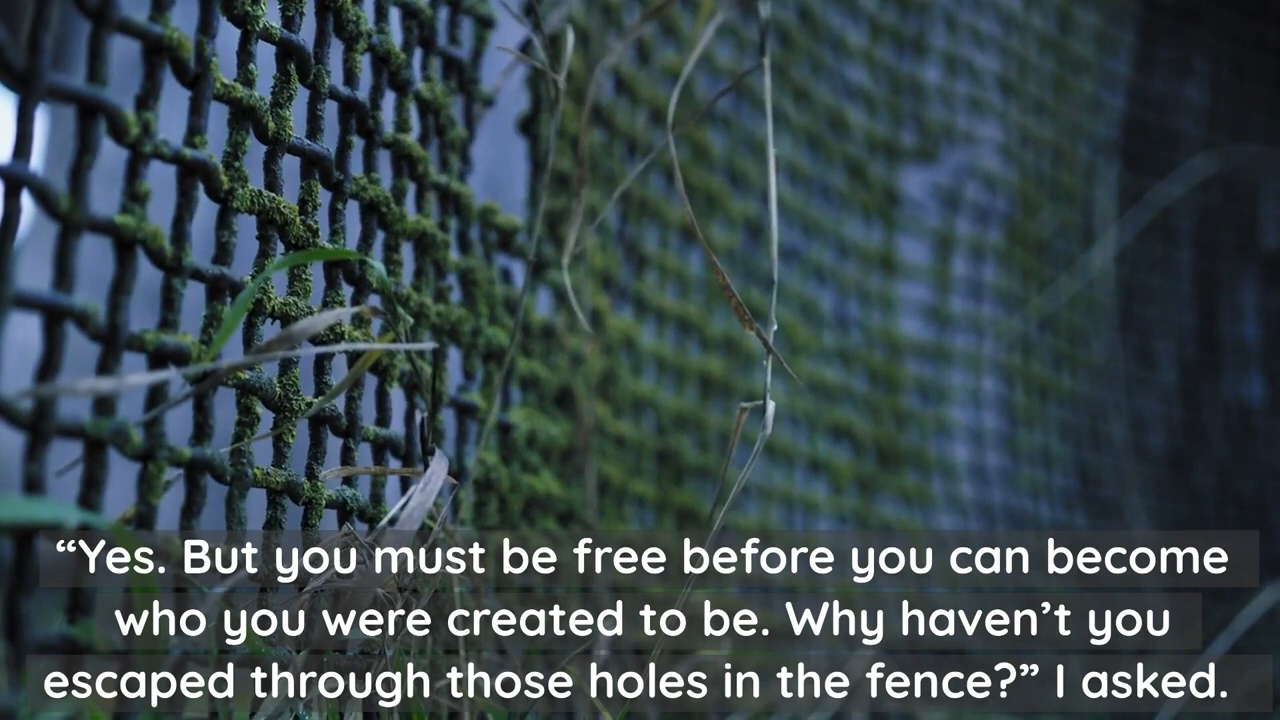 “Yes. But you must be free before you can become
who you were created to be. Why haven’t you
escaped through those holes in the fence?” I asked.